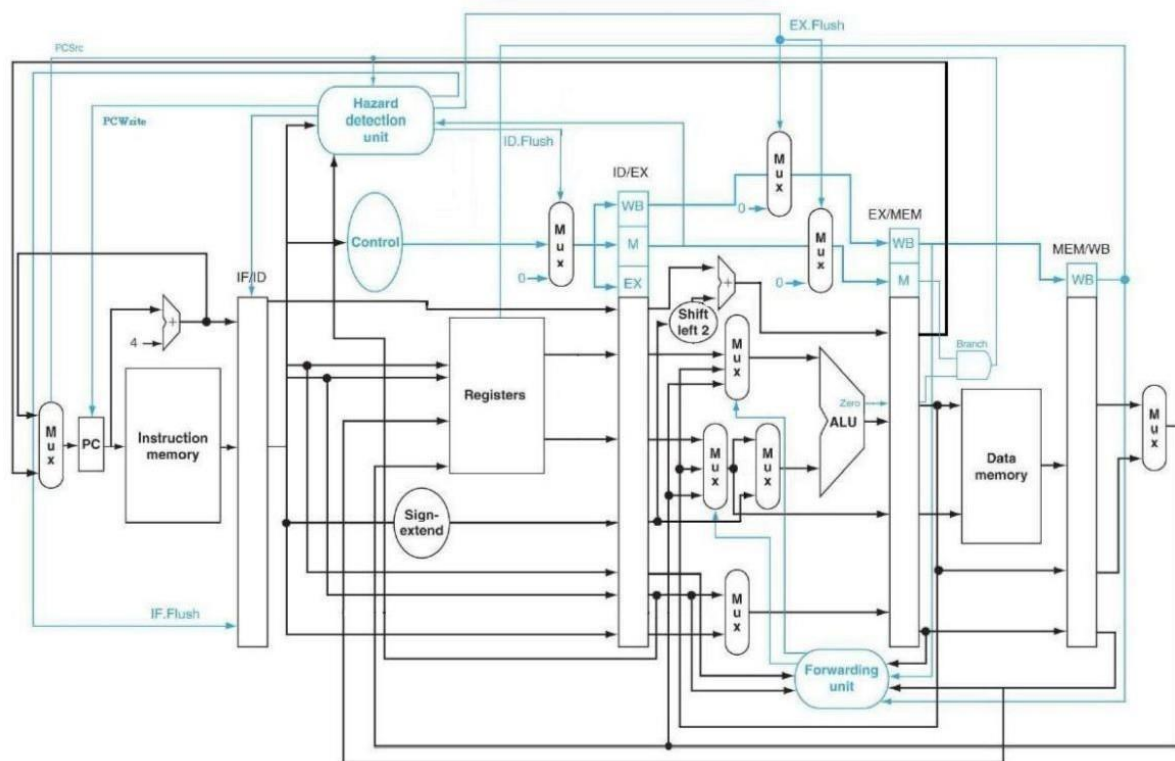 EX.Flush
PCSrc
Hazard
detection
unit
PCWsite
ID.Flush
M
u
x
ID/EX
WB
0
M
u
x
M
u
x
EX/MEM
Control
M
WB
MEM/WB
0
0
M
WB
IF/ID
EX
Shift
left 2
+
+
4
M
u
x
Branch
Registers
Zero
ALU
M
u
x
M
u
x
PC
Instruction
memory
M
u
x
M
u
x
Data
memory
M
u
x
Sign-
extend
M
u
x
IF.Flush
Forwarding
unit